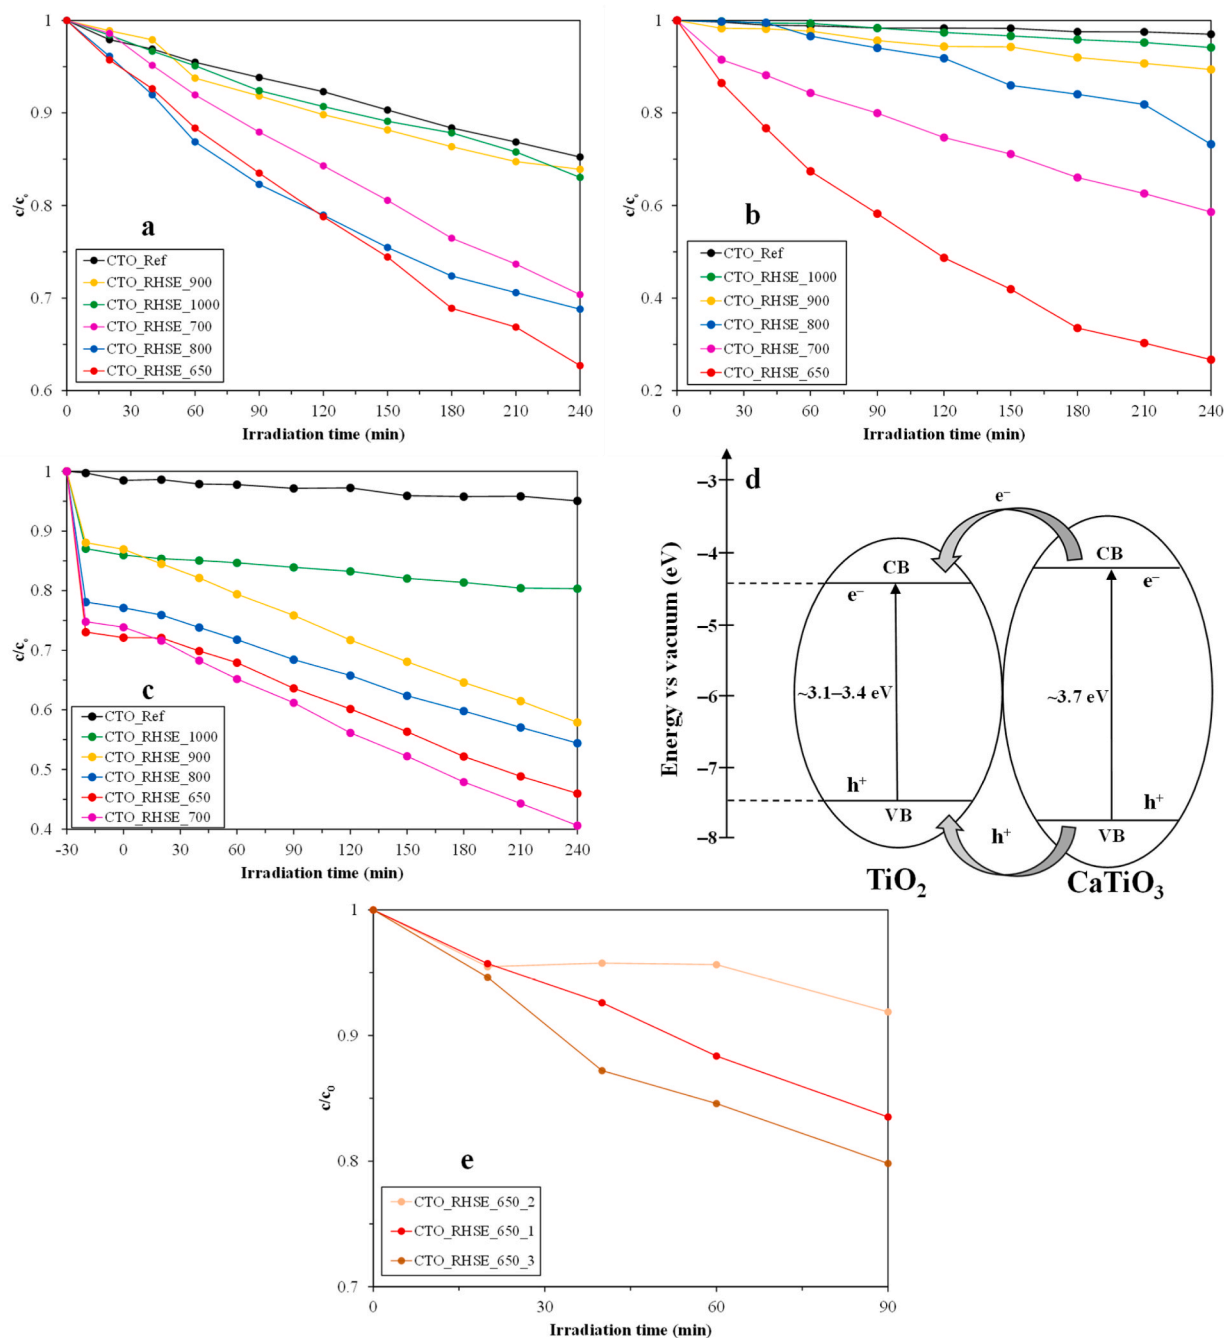 1
0.9
0.8
0.7
0.6
c/c₀
a
CTO_Ref
CTO_RHSE_900
CTO_RHSE_1000
CTO_RHSE_700
CTO_RHSE_800
CTO_RHSE_650
0 30 60 90 120 150 180 210 240
Irradiation time (min)
1
0.8
0.6
0.4
0.2
c/c₀
b
CTO_Ref
CTO_RHSE_1000
CTO_RHSE_900
CTO_RHSE_800
CTO_RHSE_700
CTO_RHSE_650
0 30 60 90 120 150 180 210 240
Irradiation time (min)
1
0.9
0.8
0.7
0.6
0.5
0.4
c/c₀
c
CTO_Ref
CTO_RHSE_1000
CTO_RHSE_900
CTO_RHSE_800
CTO_RHSE_650
CTO_RHSE_700
-30 0 30 60 90 120 150 180 210 240
Irradiation time (min)
d
Energy vs vacuum (eV)
–3
–4
–5
–6
–7
–8
e⁻
CB
e⁻
~3.1–3.4 eV
h⁺
VB
TiO₂
CB
e⁻
~3.7 eV
h⁺
VB
h⁺
CaTiO₃
1
0.9
0.8
0.7
c/c₀
e
CTO_RHSE_650_2
CTO_RHSE_650_1
CTO_RHSE_650_3
0 30 60 90
Irradiation time (min)